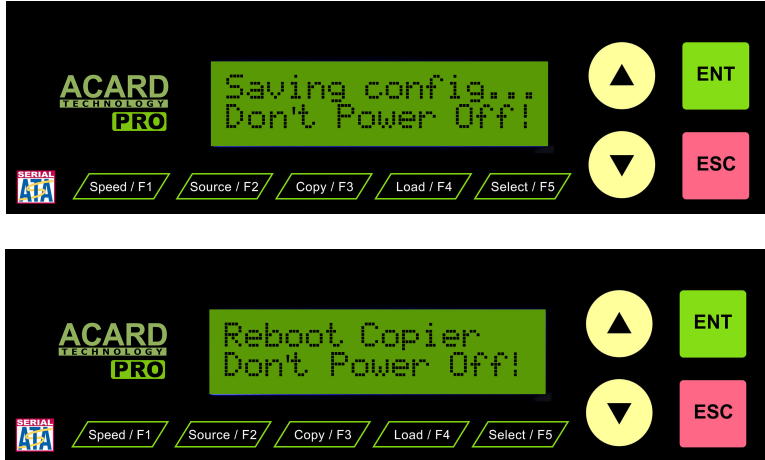 Saving config...
Don't Power Off!
ACARD
TECHNOLOGY
PRO
ENT
ESC
SERIAL
ATA
Speed / F1
Source / F2
Copy / F3
Load / F4
Select / F5
Reboot Copier
Don't Power Off!
ACARD
TECHNOLOGY
PRO
ENT
ESC
SERIAL
ATA
Speed / F1
Source / F2
Copy / F3
Load / F4
Select / F5